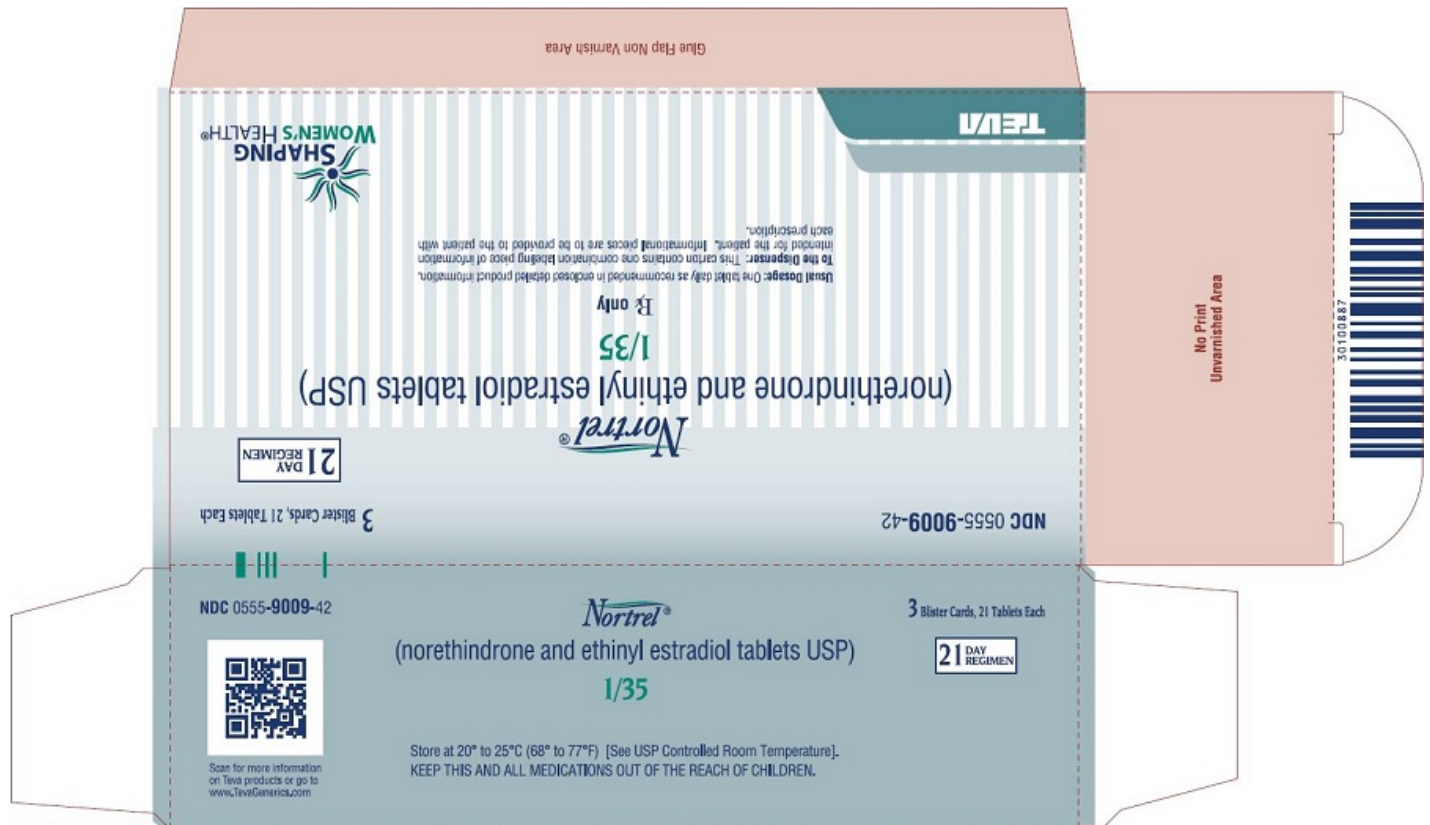 Glue Flap Non Varnish Area
TEVA
SHAPING
WOMEN'S HEALTH®
NDC 0555-9009-42
3 Blister Cards, 21 Tablets Each
21 DAY
REGIMEN
Nortrel®
(norethindrone and ethinyl estradiol tablets USP)
1/35
Rx only
Usual Dosage: One tablet daily as recommended in enclosed detailed product information.
To the Dispenser: This carton contains one combination labeling piece of information
intended for the patient. Informational pieces are to be provided to the patient with
each prescription.
No Print
Unvarnished Area
30100887
NDC 0555-9009-42
Nortrel®
3 Blister Cards, 21 Tablets Each
(norethindrone and ethinyl estradiol tablets USP)
21 DAY
REGIMEN
1/35
Store at 20° to 25°C (68° to 77°F) [See USP Controlled Room Temperature].
KEEP THIS AND ALL MEDICATIONS OUT OF THE REACH OF CHILDREN.
Scan for more information
on Teva products or go to
www.TevaGenerics.com